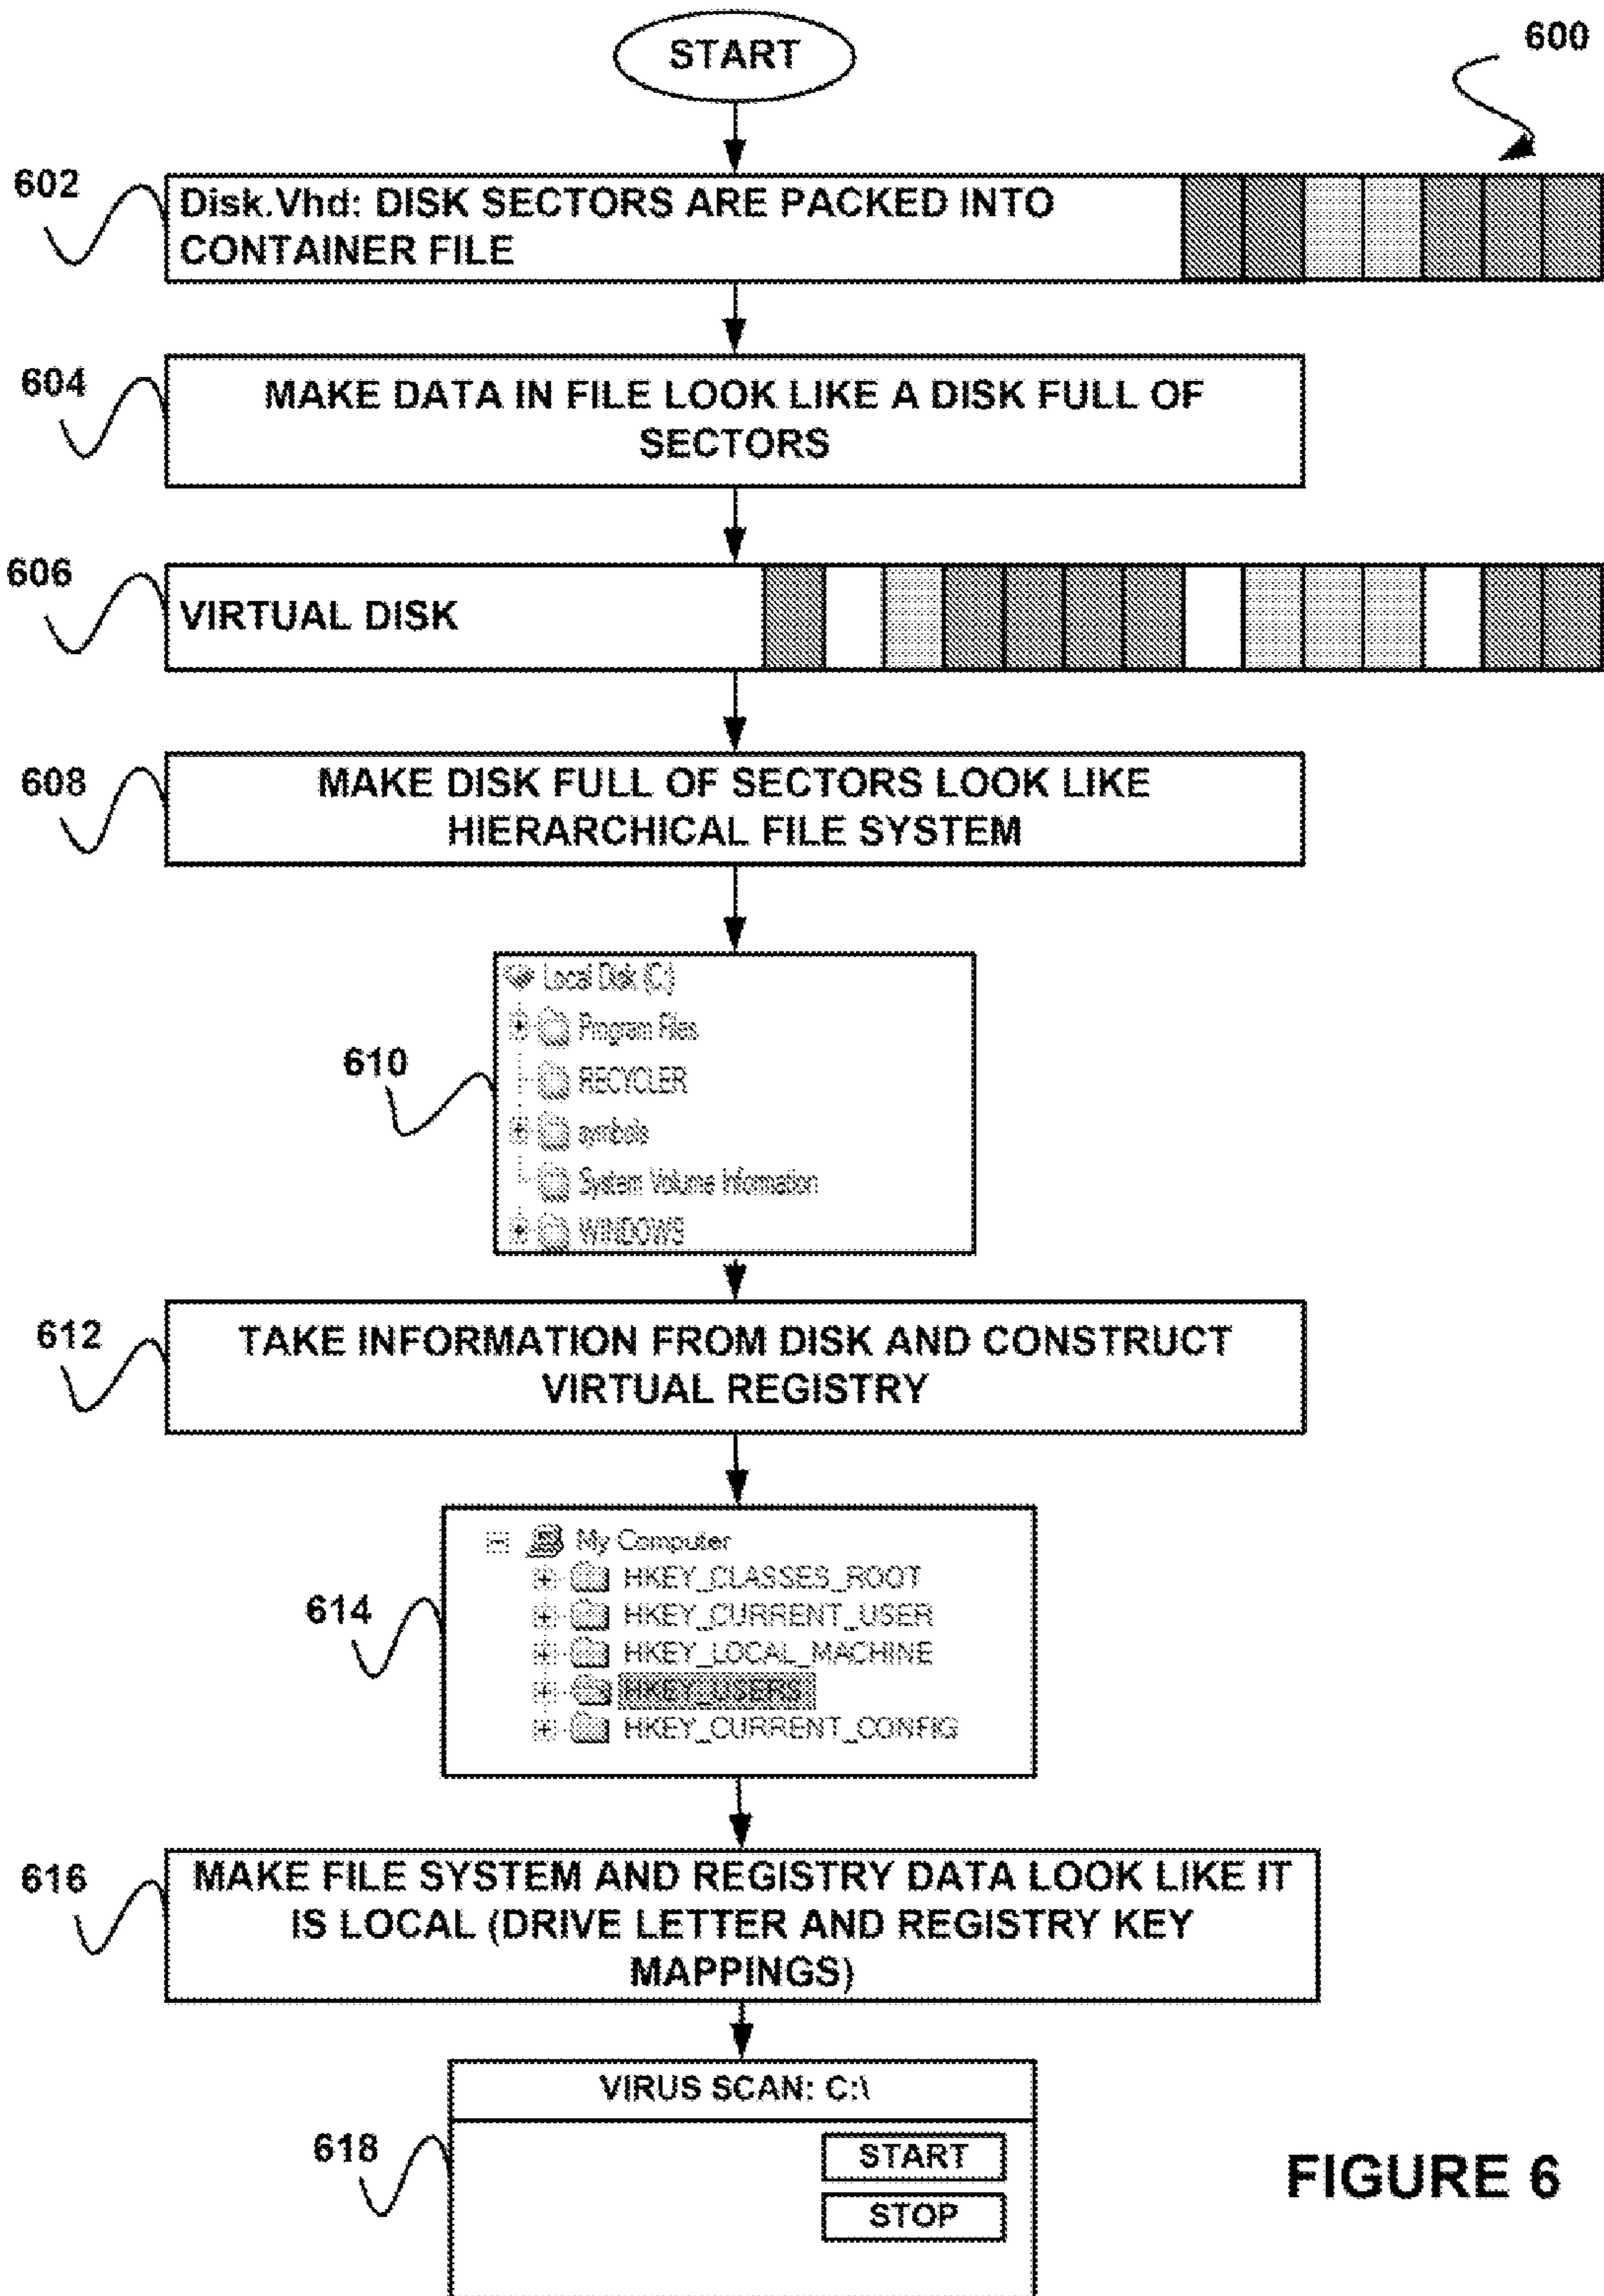 START
600
602
Disk.Vhd: DISK SECTORS ARE PACKED INTO
CONTAINER FILE
604
MAKE DATA IN FILE LOOK LIKE A DISK FULL OF
SECTORS
606
VIRTUAL DISK
608
MAKE DISK FULL OF SECTORS LOOK LIKE
HIERARCHICAL FILE SYSTEM
610
Local Disk (C:)
Program Files
RECYCLER
symbols
System Volume Information
WINDOWS
612
TAKE INFORMATION FROM DISK AND CONSTRUCT
VIRTUAL REGISTRY
614
My Computer
HKEY_CLASSES_ROOT
HKEY_CURRENT_USER
HKEY_LOCAL_MACHINE
HKEY_USERS
HKEY_CURRENT_CONFIG
616
MAKE FILE SYSTEM AND REGISTRY DATA LOOK LIKE IT
IS LOCAL (DRIVE LETTER AND REGISTRY KEY
MAPPINGS)
VIRUS SCAN: C:\
618
START
STOP
FIGURE 6